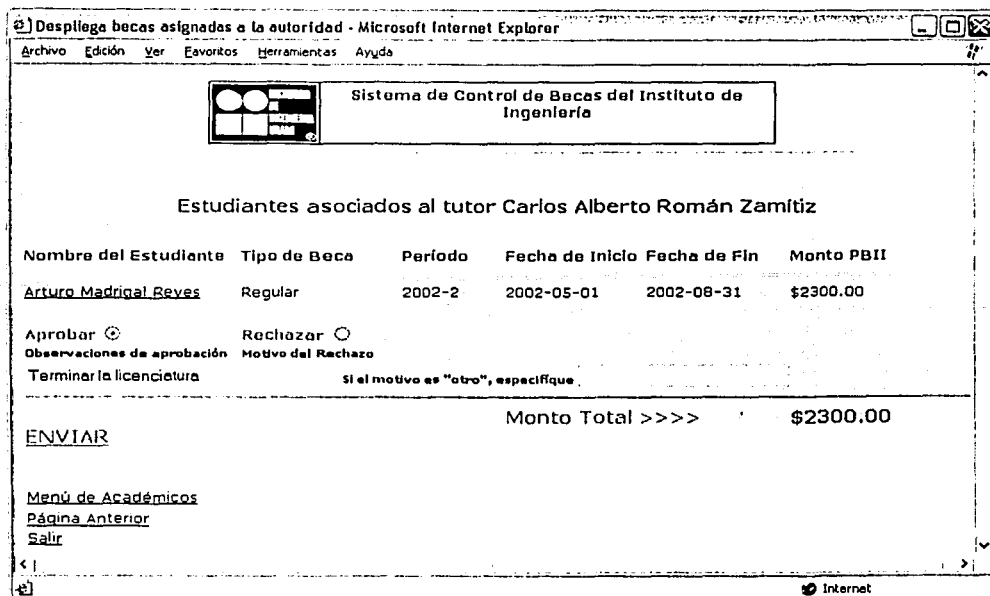 Despliega becas asignadas a la autoridad - Microsoft Internet Explorer
Archivo Edición Ver Favoritos Herramientas Ayuda
Sistema de Control de Becas del Instituto de
Ingeniería
Estudiantes asociados al tutor Carlos Alberto Román Zamitiz
Nombre del Estudiante Tipo de Beca Período Fecha de Inicio Fecha de Fin Monto PBII
Arturo Madrigal Reyes Regular 2002-2 2002-05-01 2002-08-31 $2300.00
Aprobar Rechazar
Observaciones de aprobación Motivo del Rechazo
Terminar la licenciatura Si el motivo es "otro", especifique
Monto Total >>>> $2300.00
ENVIAR
Menú de Académicos
Página Anterior
Salir
Internet